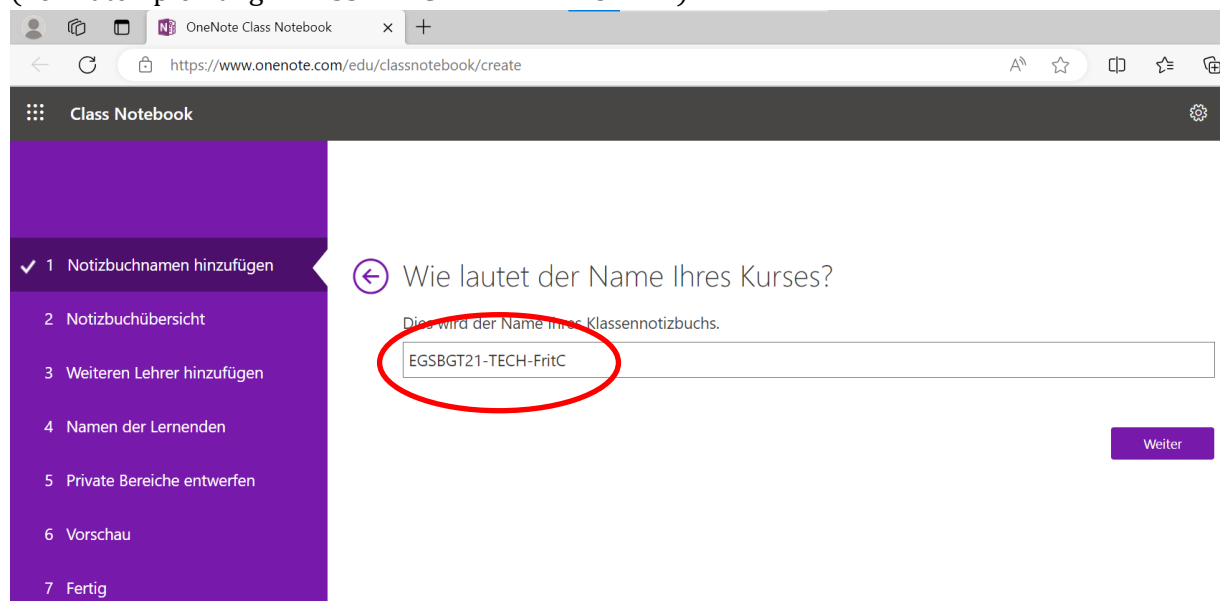 OneNote Class Notebook
https://www.onenote.com/edu/classnotebook/create
Class Notebook
1 Notizbuchnamen hinzufügen
2 Notizbuchübersicht
3 Weiteren Lehrer hinzufügen
4 Namen der Lernenden
5 Private Bereiche entwerfen
6 Vorschau
7 Fertig
Wie lautet der Name Ihres Kurses?
Dies wird der Name Ihres Klassennotizbuchs.
EGSBGT21-TECH-FritC
Weiter